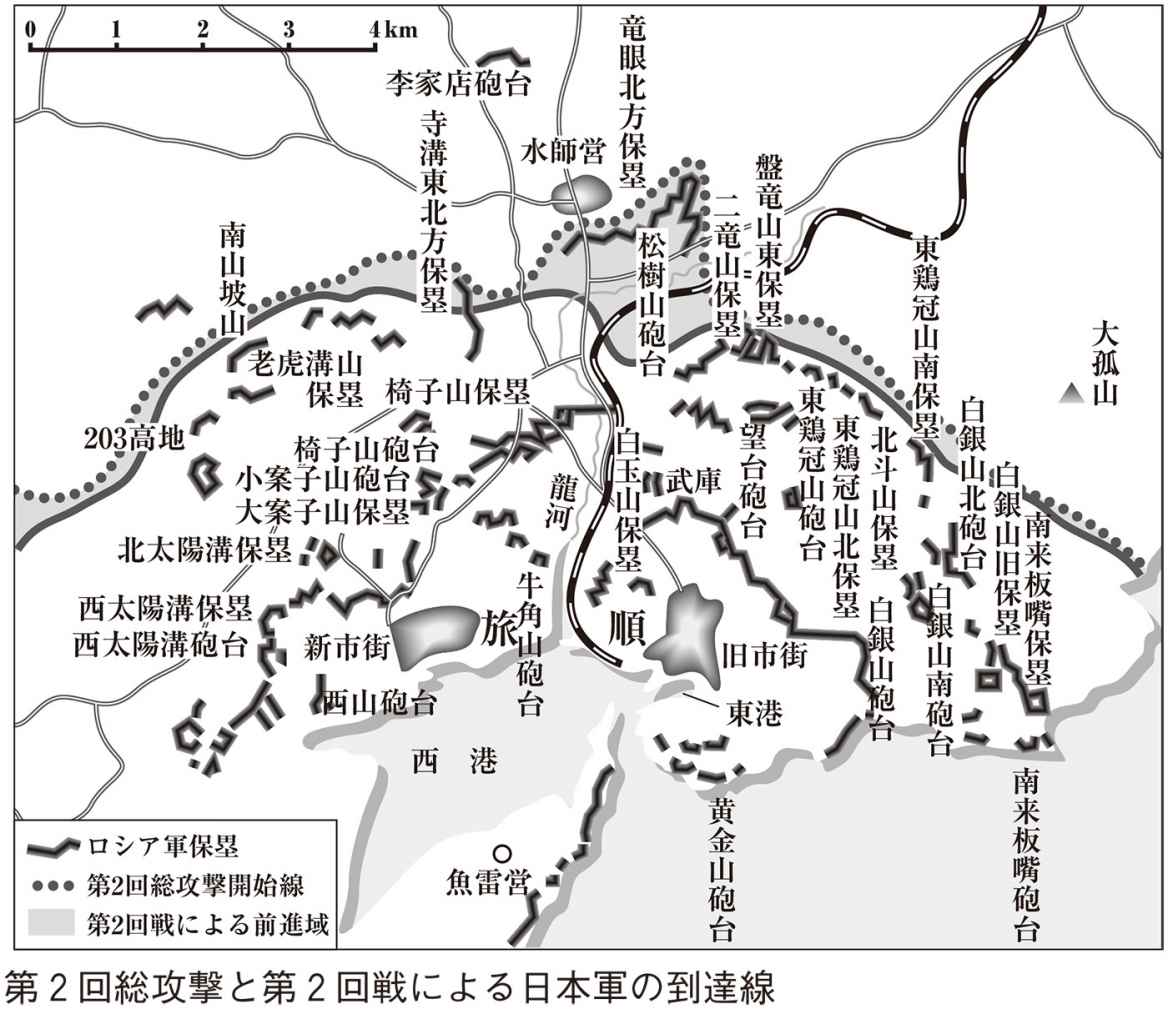 0 1 2 3 4 km
李家店砲台
竜眼北方保塁
寺溝東北方保塁
水師営
盤竜山東保塁
二竜山保塁
松樹山砲台
南山坡山
東鶏冠山南保塁
大孤山
老虎溝山
保塁
椅子山保塁
203高地
椅子山砲台
小案子山砲台
大案子山保塁
北太陽溝保塁
西太陽溝保塁
西太陽溝砲台
龍河
白玉山保塁
武庫
望台砲台
東鶏冠山砲台
東鶏冠山北保塁
北斗山保塁
白銀山北砲台
白銀山旧保塁
南来板嘴保塁
白銀山砲台
白銀山南砲台
牛角山砲台
新市街
旅順
旧市街
西山砲台
東港
西港
黄金山砲台
南来板嘴砲台
魚雷営
ロシア軍保塁
第2回総攻撃開始線
第2回戦による前進域
第2回総攻撃と第2回戦による日本軍の到達線